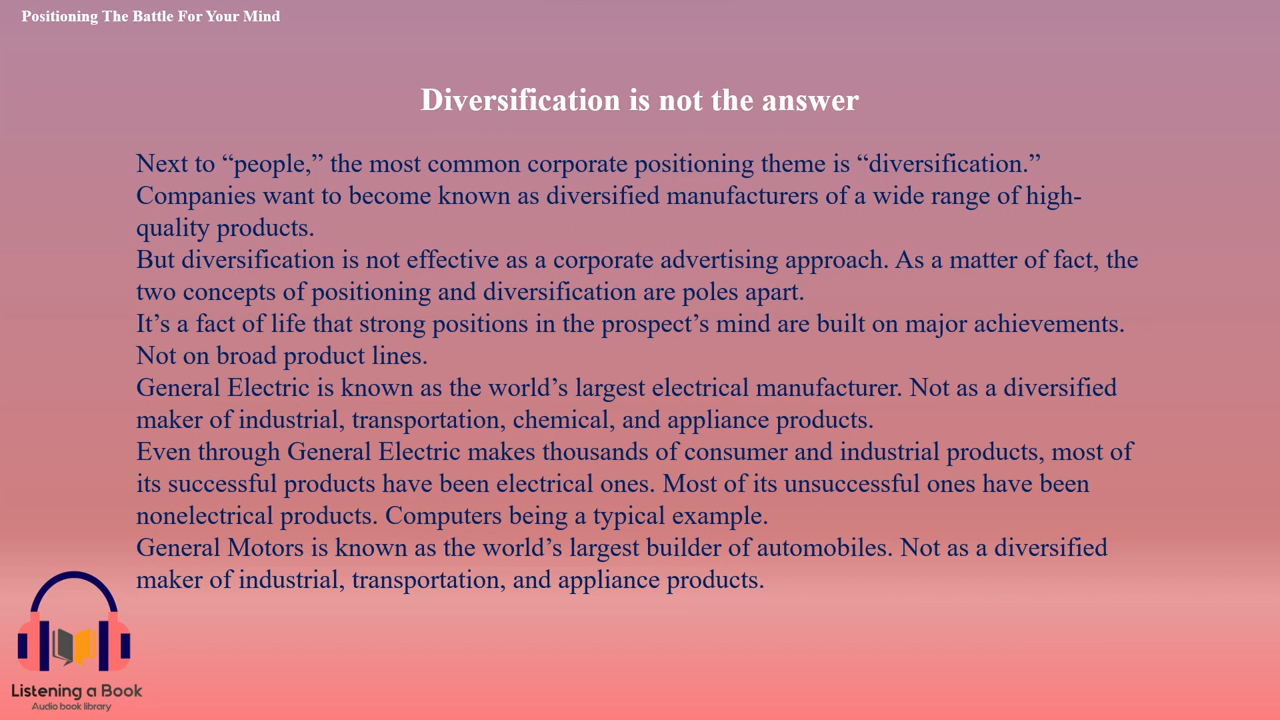 Positioning The Battle For Your Mind
Diversification is not the answer
Next to “people,” the most common corporate positioning theme is “diversification.”
Companies want to become known as diversified manufacturers of a wide range of high-
quality products.
But diversification is not effective as a corporate advertising approach. As a matter of fact, the
two concepts of positioning and diversification are poles apart.
It’s a fact of life that strong positions in the prospect’s mind are built on major achievements.
Not on broad product lines.
General Electric is known as the world’s largest electrical manufacturer. Not as a diversified
maker of industrial, transportation, chemical, and appliance products.
Even through General Electric makes thousands of consumer and industrial products, most of
its successful products have been electrical ones. Most of its unsuccessful ones have been
nonelectrical products. Computers being a typical example.
General Motors is known as the world’s largest builder of automobiles. Not as a diversified
maker of industrial, transportation, and appliance products.
Listening a Book
Audio book library